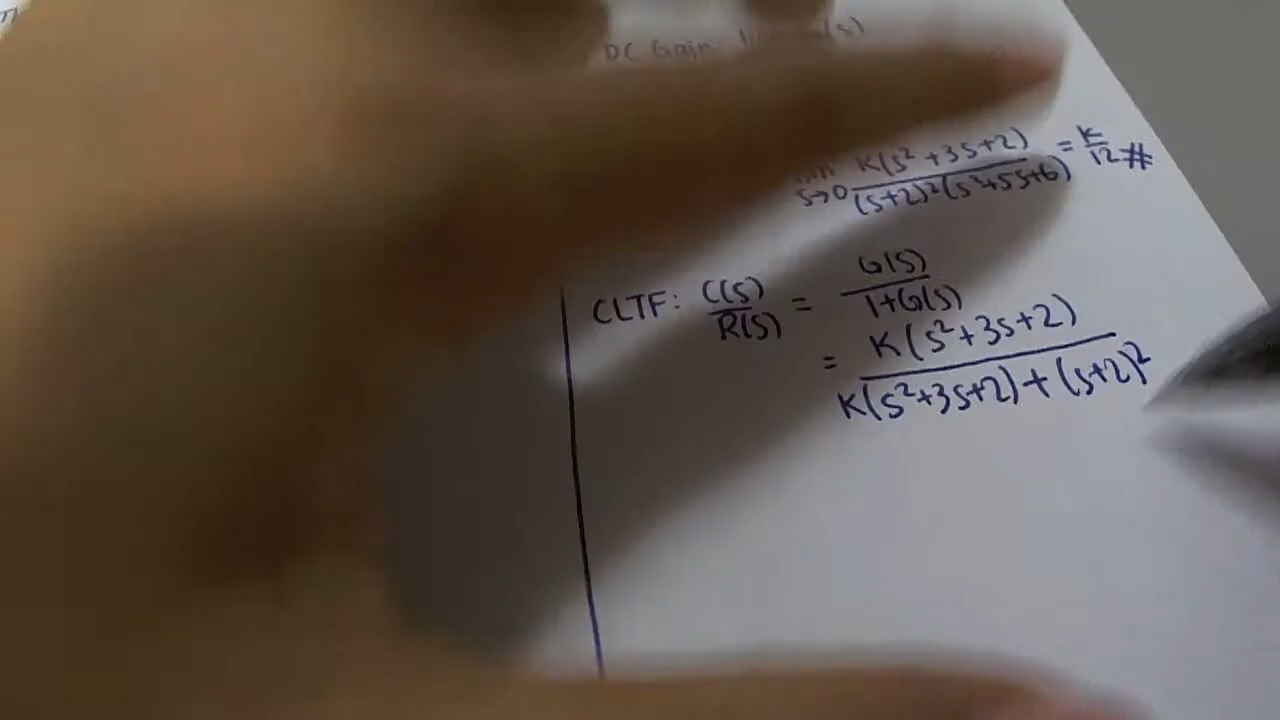 DC Gain: (s)
s→0 K(s²+3s+2) / (s+2)²(s²+5s+6) = K/12 #
CLTF: C(s)/R(s) = G(s)/1+G(s)
= K(s²+3s+2) / K(s²+3s+2)+(s+2)²